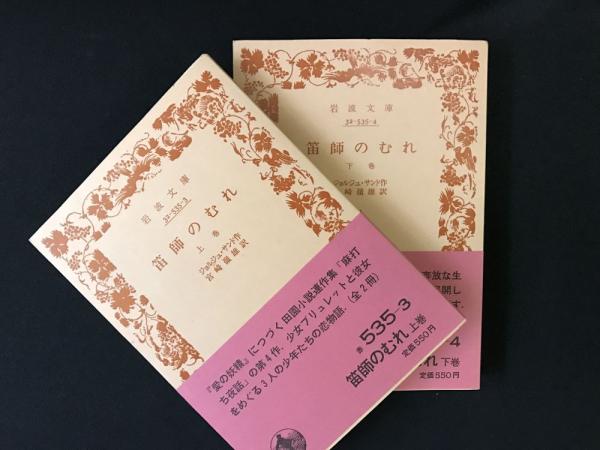 岩波文庫
32-535-3
笛師のむれ
上巻
ジョルジュ・サンド作
宮崎嶺雄訳
『愛の妖精』につづく田園小説連作集『麻打
ち夜話』の第4作.少女ブリュレットと彼女
をめぐる3人の少年たちの恋物語.(全2冊)
赤 535-3
笛師のむれ 上巻
定価550円
岩波文庫
32-535-4
笛師のむれ
下巻
ジョルジュ・サンド作
宮崎嶺雄訳
奔放な生
展開し
す.
4
れ 下巻
定価550円